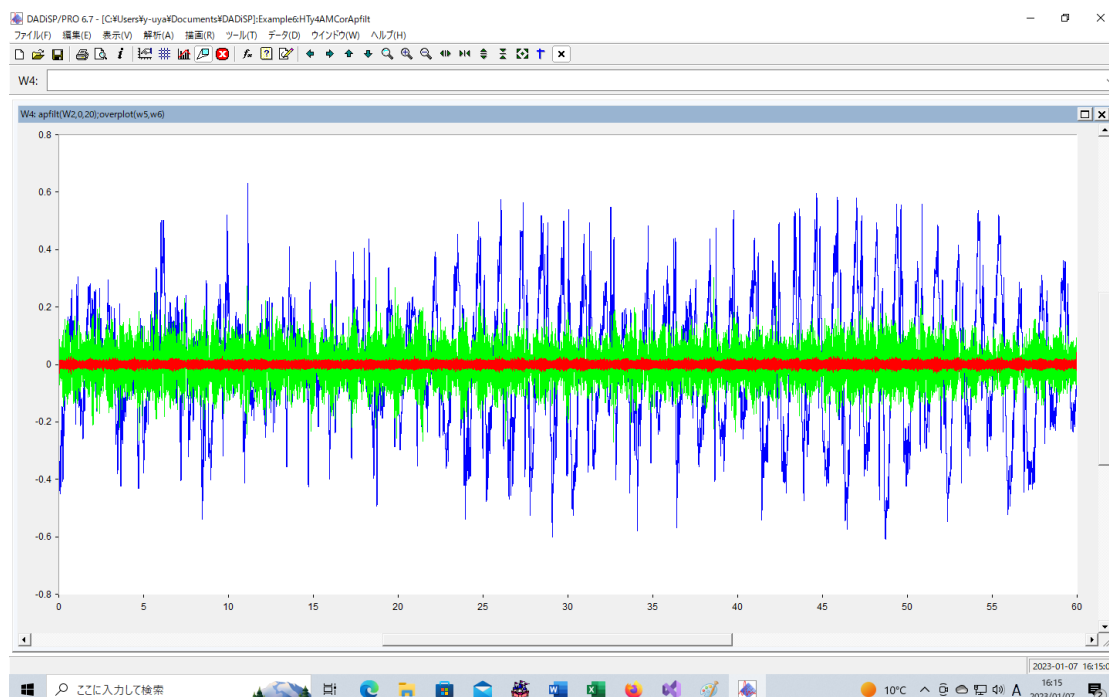 DADiSP/PRO 6.7 - [C:¥Users¥y-uya¥Documents¥DADiSP]:Example6:HTy4AMCorApfilt
ファイル(F) 編集(E) 表示(V) 解析(A) 描画(R) ツール(T) データ(D) ウインドウ(W) ヘルプ(H)
W4:
W4: apfilt(W2,0,20);overplot(w5,w6)
0.8
0.6
0.4
0.2
0
-0.2
-0.4
-0.6
-0.8
0 5 10 15 20 25 30 35 40 45 50 55 60
2023-01-07 16:15:0
ここに入力して検索
10°C
A
16:15
2023/01/07